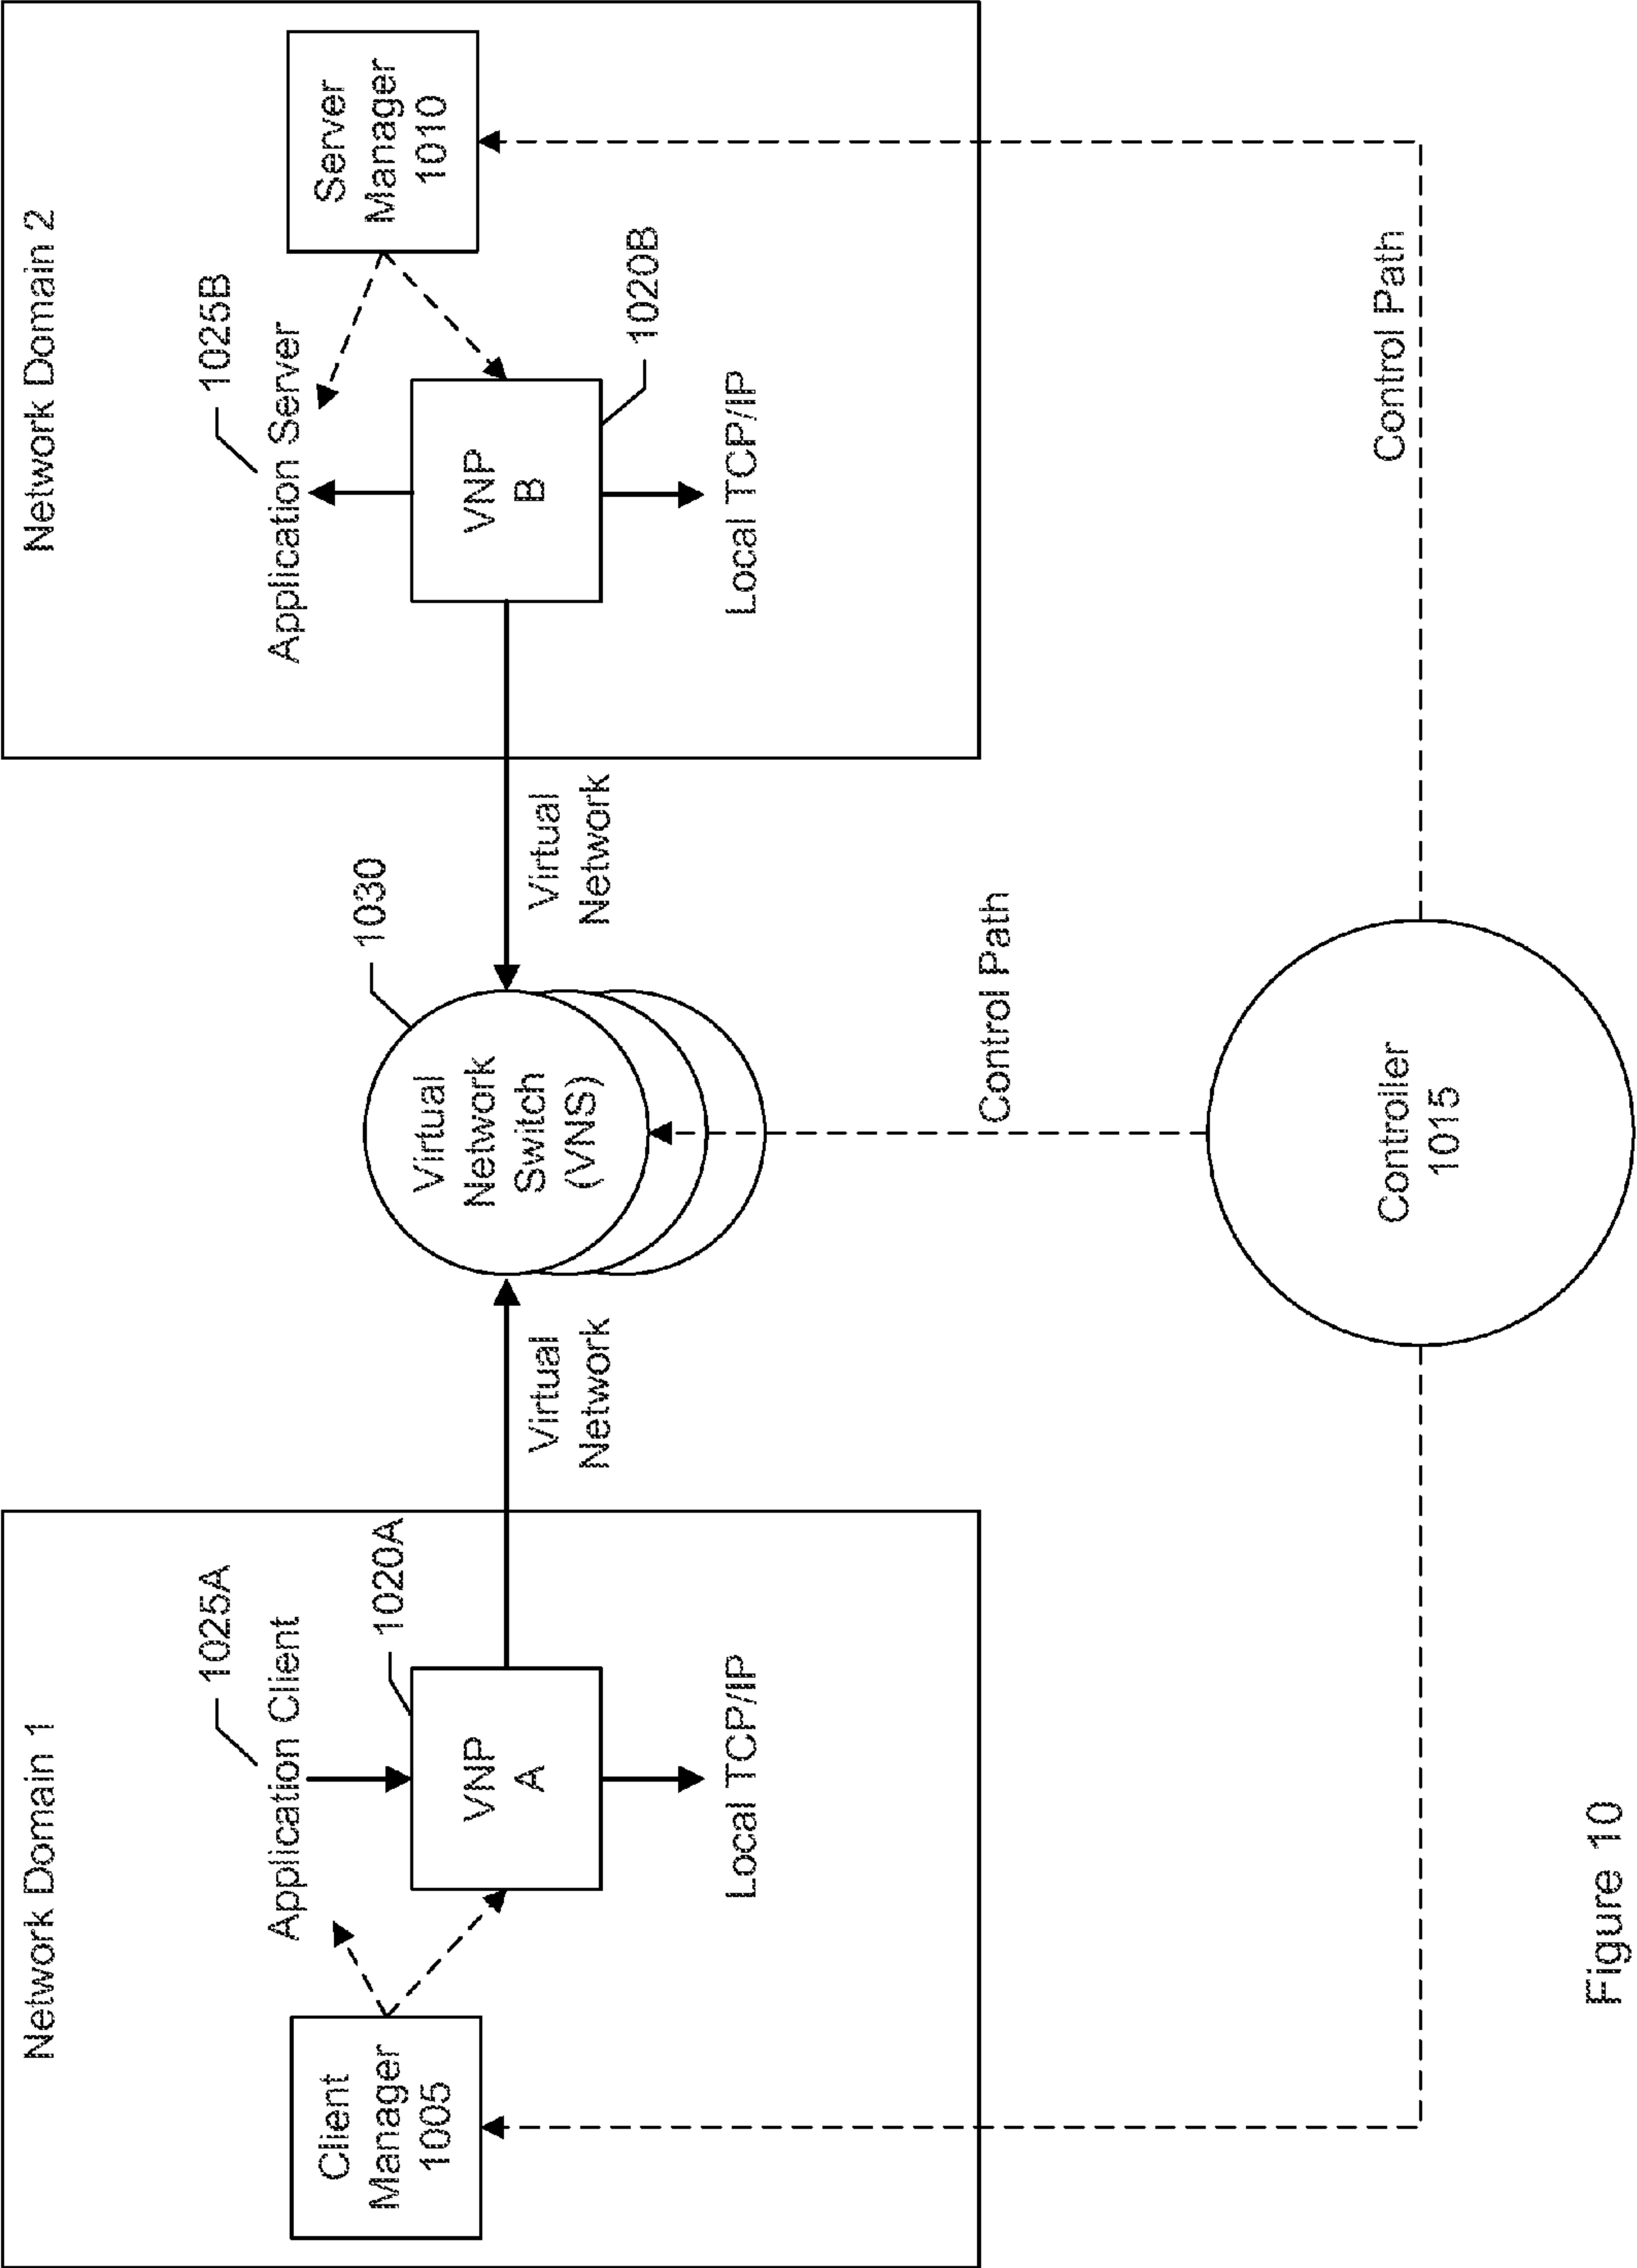 Network Domain 1
1025A
Application Client
1020A
Client
Manager
1005
VNP
A
Local TCP/IP
Virtual
Network
1030
Virtual
Network
Switch
(VNS)
Virtual
Network
Network Domain 2
1025B
Application Server
Server
Manager
1010
VNP
B
1020B
Local TCP/IP
Control Path
Control Path
Controller
1015
Figure 10